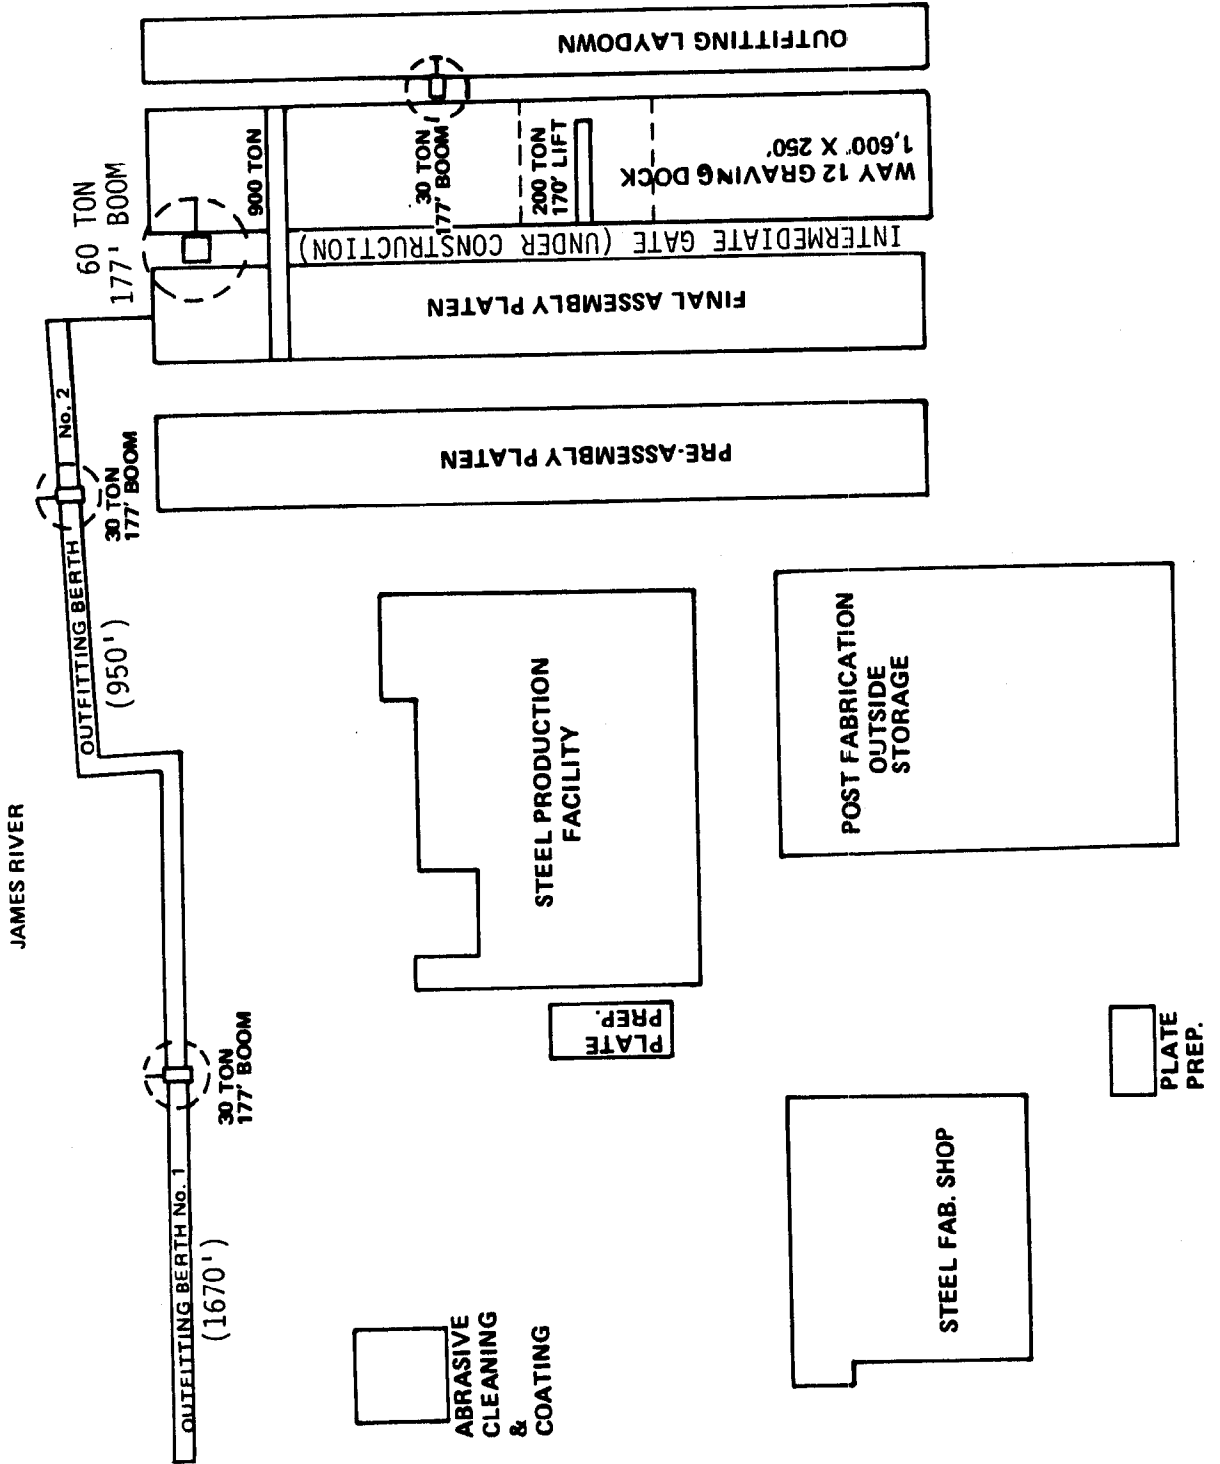 JAMES RIVER
OUTFITTING BERTH No. 1
(1670')
30 TON
177' BOOM
OUTFITTING BERTH
No. 2
(950')
30 TON
177' BOOM
60 TON
177' BOOM
900 TON
30 TON
177' BOOM
200 TON
170' LIFT
WAY 12 GRAVING DOCK
1,600' X 250'
OUTFITTING LAYDOWN
INTERMEDIATE GATE (UNDER CONSTRUCTION)
FINAL ASSEMBLY PLATEN
PRE-ASSEMBLY PLATEN
STEEL PRODUCTION
FACILITY
POST FABRICATION
OUTSIDE
STORAGE
PLATE
PREP.
ABRASIVE
CLEANING
&
COATING
STEEL FAB. SHOP
PLATE
PREP.